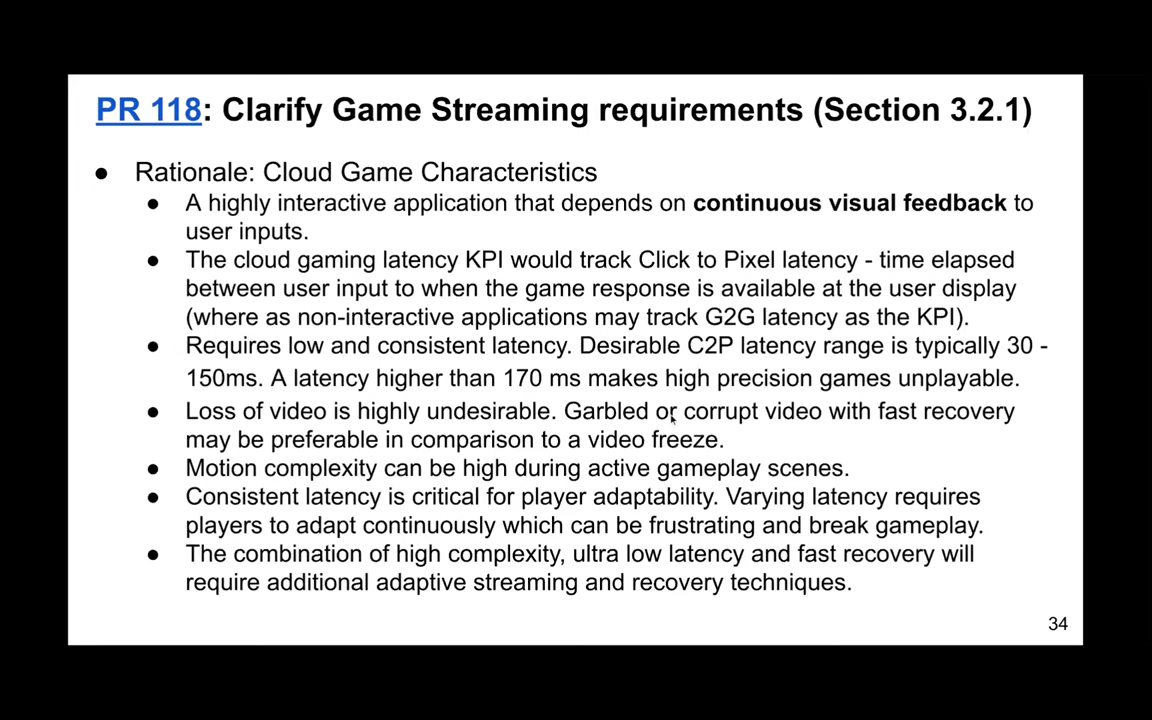 PR 118: Clarify Game Streaming requirements (Section 3.2.1)
● Rationale: Cloud Game Characteristics
● A highly interactive application that depends on continuous visual feedback to
user inputs.
● The cloud gaming latency KPI would track Click to Pixel latency - time elapsed
between user input to when the game response is available at the user display
(where as non-interactive applications may track G2G latency as the KPI).
● Requires low and consistent latency. Desirable C2P latency range is typically 30 -
150ms. A latency higher than 170 ms makes high precision games unplayable.
● Loss of video is highly undesirable. Garbled or corrupt video with fast recovery
may be preferable in comparison to a video freeze.
● Motion complexity can be high during active gameplay scenes.
● Consistent latency is critical for player adaptability. Varying latency requires
players to adapt continuously which can be frustrating and break gameplay.
● The combination of high complexity, ultra low latency and fast recovery will
require additional adaptive streaming and recovery techniques.
34